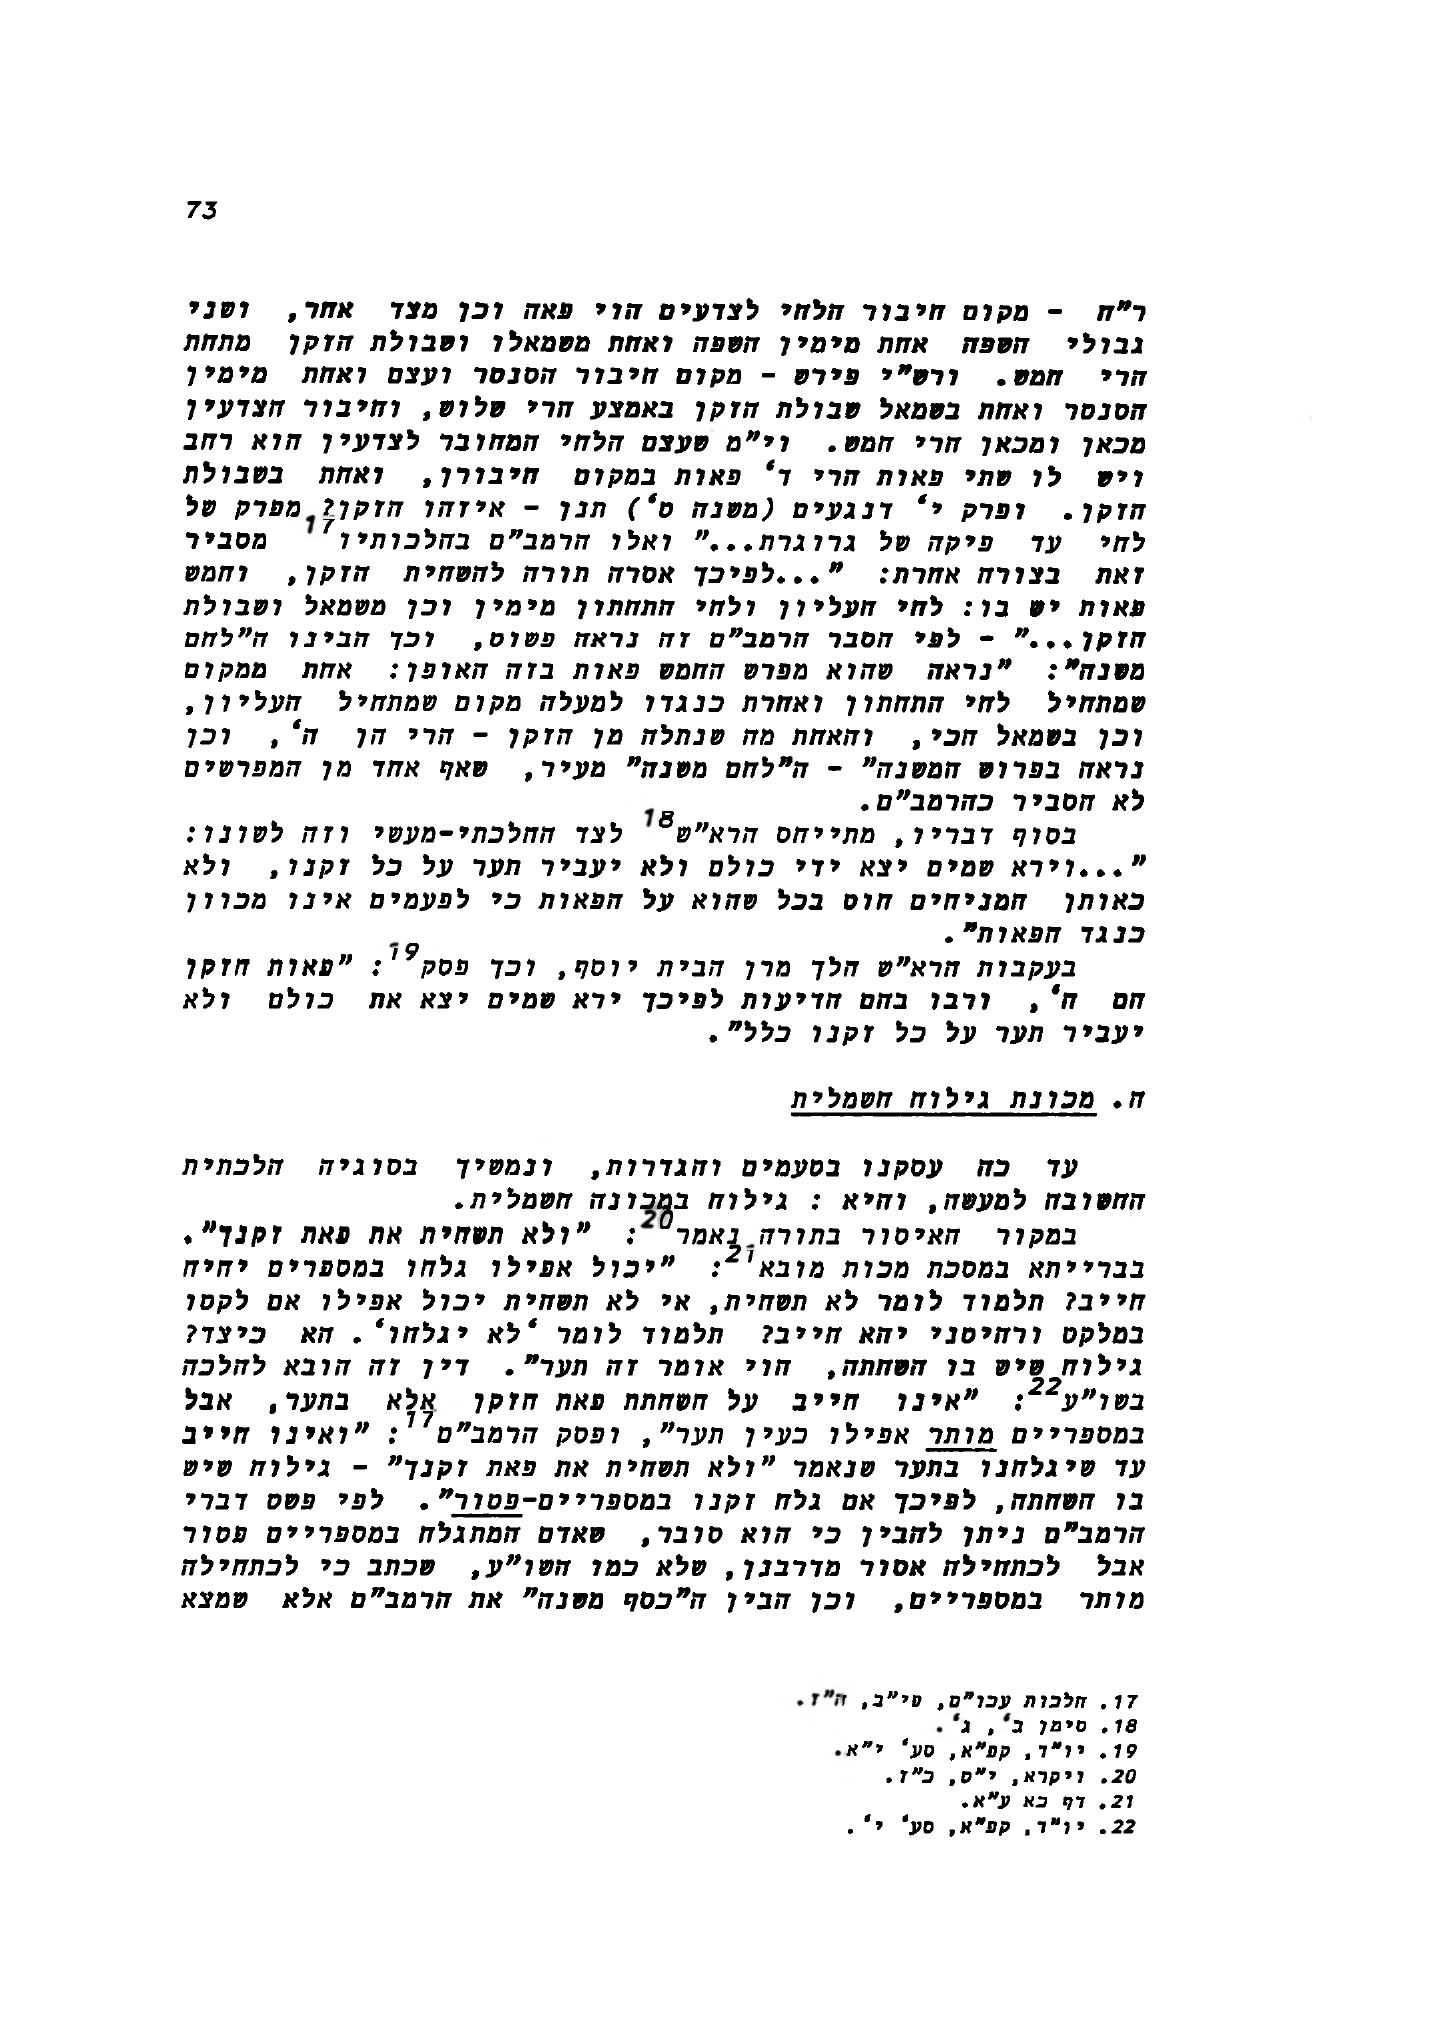 73
ר"ח - מקום חיבור הלחי לצדעים הוי פאה וכן מצד אחר, ושני
גבולי השפה אחת מימין השפה ואחת משמאלו ושבולת הזקן מתחת
הרי חמש. ורש"י פירש - מקום חיבור הסנטר ועצם ואחת מימין
הסנטר ואחת בשמאל שבולת הזקן באמצע הרי שלוש, וחיבור הצדעין
מכאן ומכאן הרי חמש. וי"מ שעצם הלחי המחובר לצדעין הוא רחב
ויש לו שתי פאות הרי ד' פאות במקום חיבורן, ואחת בשבולת
הזקן. ופרק י' דנגעים (משנה ט') תנן - איזהו הזקן? מפרק של
לחי עד פיקה של גרוגרת..." ואלו הרמב"ם בהלכותיו17 מסביר
זאת בצורה אחרת: "...לפיכך אסרה תורה להשחית הזקן, וחמש
פאות יש בו: לחי העליון ולחי התחתון מימין וכן משמאל ושבולת
הזקן..." - לפי הסבר הרמב"ם זה נראה פשוט, וכך הבינו ה"לחם
משנה": "נראה שהוא מפרש החמש פאות בזה האופן: אחת ממקום
שמתחיל לחי התחתון ואחרת כנגדו למעלה מקום שמתחיל העליון,
וכן בשמאל הכי, והאחת מה שנתלה מן הזקן - הרי הן ה', וכן
נראה בפרוש המשנה" - ה"לחם משנה" מעיר, שאף אחד מן המפרשים
לא הסביר כהרמב"ם.
בסוף דבריו, מתייחס הרא"ש18 לצד ההלכתי-מעשי וזה לשונו:
"...וירא שמים יצא ידי כולם ולא יעביר תער על כל זקנו, ולא
כאותן המניחים חוט בכל שהוא על הפאות כי לפעמים אינו מכוון
כנגד הפאות".
בעקבות הרא"ש הלך מרן הבית יוסף, וכך פסק19: "פאות הזקן
הם ה', ורבו בהם הדיעות לפיכך ירא שמים יצא את כולם ולא
יעביר תער על כל זקנו כלל".
ה. מכונת גילוח חשמלית
עד כה עסקנו בטעמים והגדרות, ונמשיך בסוגיה הלכתית
החשובה למעשה, והיא : גילוח במכונה חשמלית.
במקור האיסור בתורה נאמר20: "ולא תשחית את פאת זקנך".
בברייתא במסכת מכות מובא21: "יכול אפילו גלחו במספרים יהיה
חייב? תלמוד לומר לא תשחית, אי לא תשחית יכול אפילו אם לקטו
במלקט ורהיטני יהא חייב? תלמוד לומר 'לא יגלחו'. הא כיצד?
גילוח שיש בו השחתה, הוי אומר זה תער". דין זה הובא להלכה
בשו"ע22: "אינו חייב על השחתת פאת הזקן אלא בתער, אבל
במספריים מותר אפילו כעין תער", ופסק הרמב"ם17: "ואינו חייב
עד שיגלחנו בתער שנאמר "ולא תשחית את פאת זקנך" - גילוח שיש
בו השחתה, לפיכך אם גלח זקנו במספריים-פטור". לפי פשט דברי
הרמב"ם ניתן להבין כי הוא סובר, שאדם המתגלח במספריים פטור
אבל לכתחילה אסור מדרבנן, שלא כמו השו"ע, שכתב כי לכתחילה
מותר במספריים, וכן הבין ה"כסף משנה" את הרמב"ם אלא שמצא
17. הלכות עכו"ם, פי"ב, ה"ז.
18. סימן ב', ג'.
19. יו"ד, קפ"א, סע' י"א.
20. ויקרא, י"ט, כ"ז.
21. דף כא ע"א.
22. יו"ד, קפ"א, סע' י'.